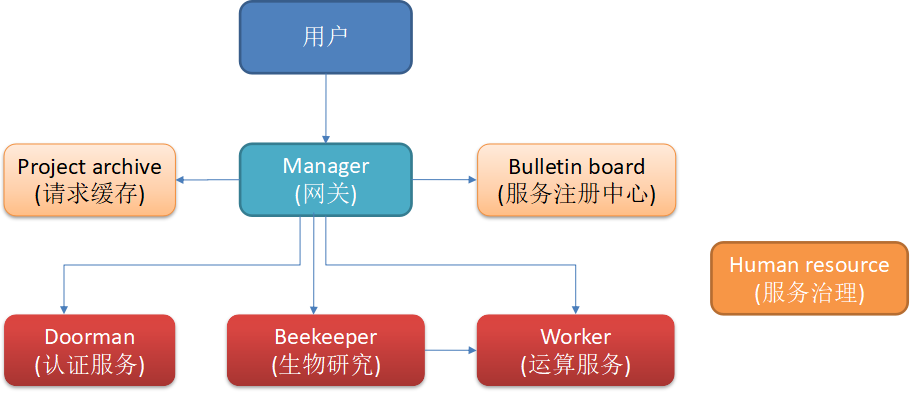 用户
Project archive
(请求缓存)
Manager
(网关)
Bulletin board
(服务注册中心)
Human resource
(服务治理)
Doorman
(认证服务)
Beekeeper
(生物研究)
Worker
(运算服务)